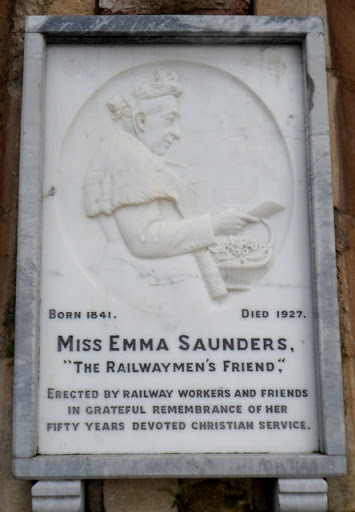 BORN 1841. DIED 1927.
MISS EMMA SAUNDERS,
"THE RAILWAYMEN'S FRIEND,"
ERECTED BY RAILWAY WORKERS AND FRIENDS
IN GRATEFUL REMEMBRANCE OF HER
FIFTY YEARS DEVOTED CHRISTIAN SERVICE.